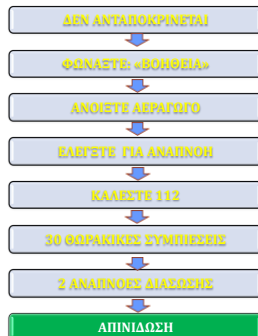 ΔΕΝ ΑΝΤΑΠΟΚΡΙΝΕΤΑΙ
ΦΩΝΑΞΤΕ: «ΒΟΗΘΕΙΑ»
ΑΝΟΙΞΤΕ ΑΕΡΑΓΩΓΟ
ΕΛΕΓΞΤΕ ΓΙΑ ΑΝΑΠΝΟΗ
ΚΑΛΕΣΤΕ 112
30 ΘΩΡΑΚΙΚΕΣ ΣΥΜΠΙΕΣΕΙΣ
2 ΑΝΑΠΝΟΕΣ ΔΙΑΣΩΣΗΣ
ΑΠΙΝΙΔΩΣΗ